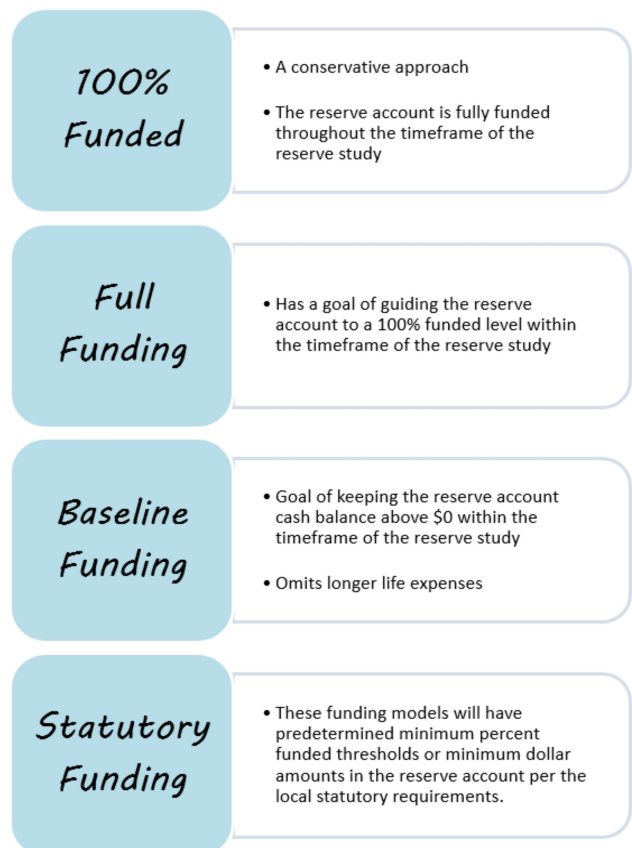 100%
Funded
• A conservative approach
• The reserve account is fully funded
throughout the timeframe of the
reserve study
Full
Funding
• Has a goal of guiding the reserve
account to a 100% funded level within
the timeframe of the reserve study
Baseline
Funding
• Goal of keeping the reserve account
cash balance above $0 within the
timeframe of the reserve study
• Omits longer life expenses
Statutory
Funding
• These funding models will have
predetermined minimum percent
funded thresholds or minimum dollar
amounts in the reserve account per the
local statutory requirements.